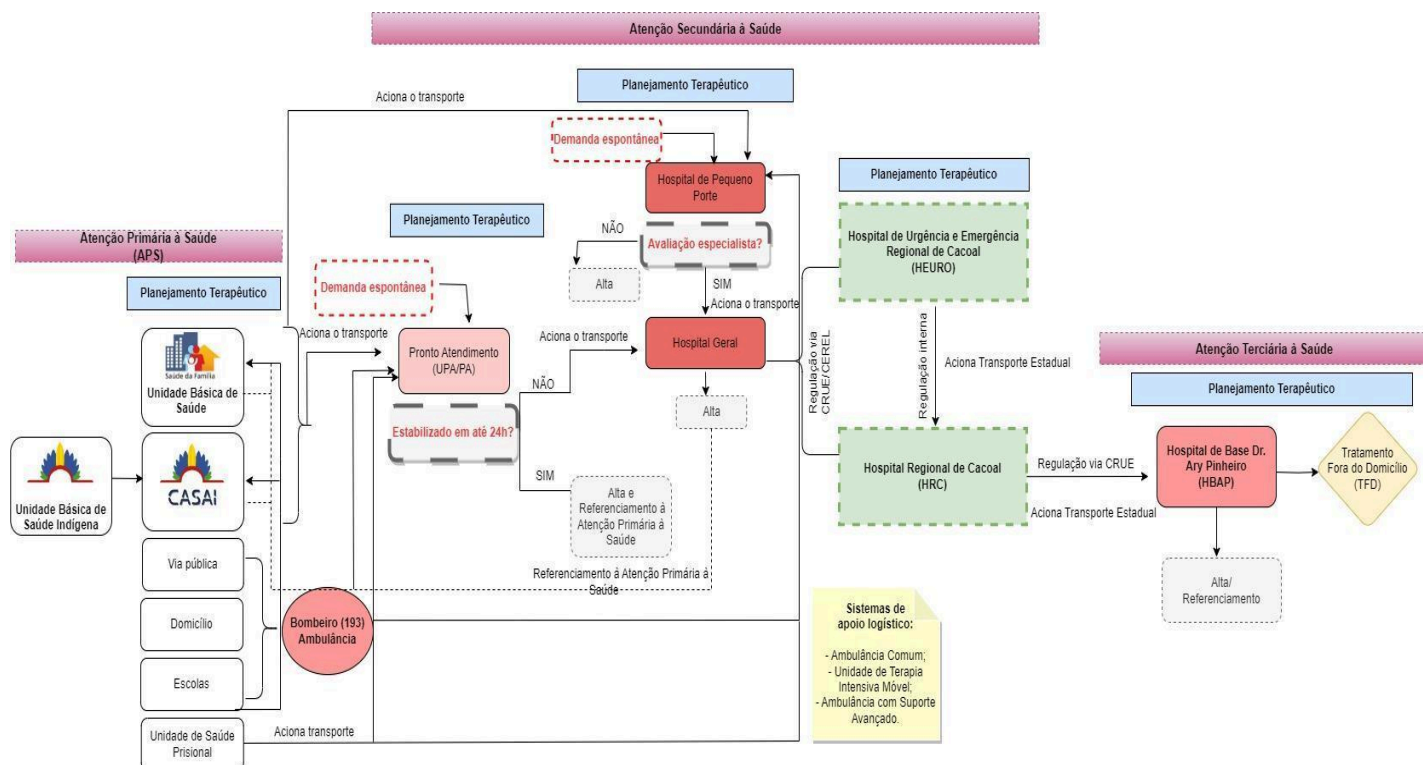 Atenção Secundária à Saúde
Planejamento Terapêutico
Aciona o transporte
Demanda espontânea
Hospital de Pequeno
Porte
Planejamento Terapêutico
NÃO
Avaliação especialista?
Hospital de Urgência e Emergência
Regional de Cacoal
(HEURO)
Planejamento Terapêutico
Atenção Primária à Saúde
(APS)
Planejamento Terapêutico
Demanda espontânea
Alta
SIM
Aciona o transporte
Aciona o transporte
Pronto Atendimento
(UPA/PA)
Aciona o transporte
Hospital Geral
Regulação via
CRUE/CEREL
Regulação interna
Aciona Transporte Estadual
Atenção Terciária à Saúde
Planejamento Terapêutico
Saúde da Família
Unidade Básica de
Saúde
NÃO
Estabilizado em até 24h?
Alta
SIM
Unidade Básica de
Saúde Indígena
CASAI
Alta e
Referenciamento à
Atenção Primária à
Saúde
Hospital Regional de Cacoal
(HRC)
Regulação via CRUE
Aciona Transporte Estadual
Hospital de Base Dr.
Ary Pinheiro
(HBAP)
Tratamento
Fora do Domicílio
(TFD)
Via pública
Referenciamento à Atenção Primária à
Saúde
Alta/
Referenciamento
Domicílio
Bombeiro (193)
Ambulância
Escolas
Sistemas de
apoio logístico:
- Ambulância Comum;
- Unidade de Terapia
Intensiva Móvel;
- Ambulância com Suporte
Avançado.
Unidade de Saúde
Prisional
Aciona transporte